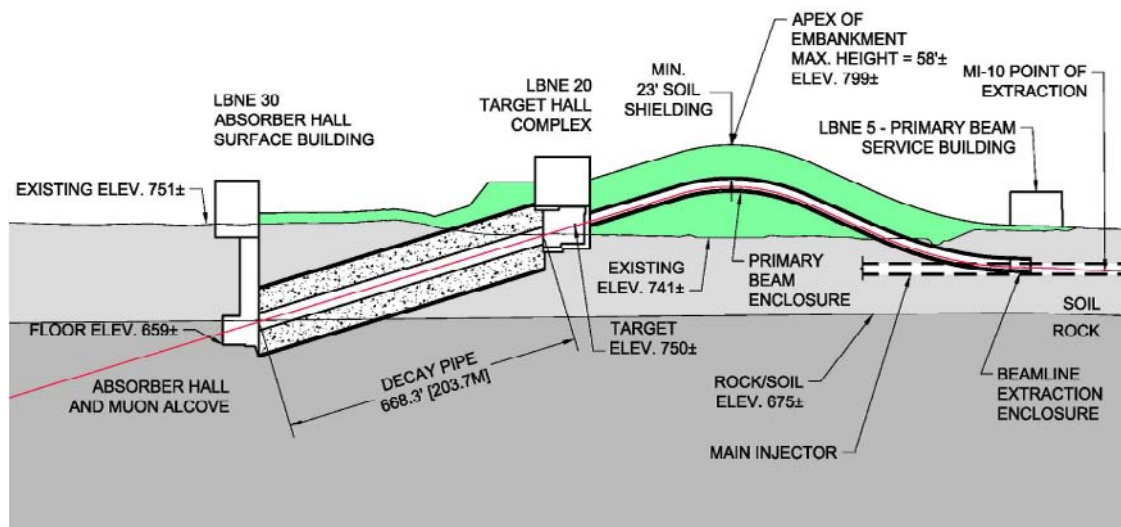 LBNE 30
ABSORBER HALL
SURFACE BUILDING
EXISTING ELEV. 751±
LBNE 20
TARGET HALL
COMPLEX
MIN.
23' SOIL
SHIELDING
APEX OF
EMBANKMENT
MAX. HEIGHT = 58'±
ELEV. 799±
MI-10 POINT OF
EXTRACTION
LBNE 5 - PRIMARY BEAM
SERVICE BUILDING
FLOOR ELEV. 659±
ABSORBER HALL
AND MUON ALCOVE
DECAY PIPE
668.3' [203.7M]
EXISTING
ELEV. 741±
TARGET
ELEV. 750±
PRIMARY
BEAM
ENCLOSURE
SOIL
ROCK
ROCK/SOIL
ELEV. 675±
MAIN INJECTOR
BEAMLINE
EXTRACTION
ENCLOSURE